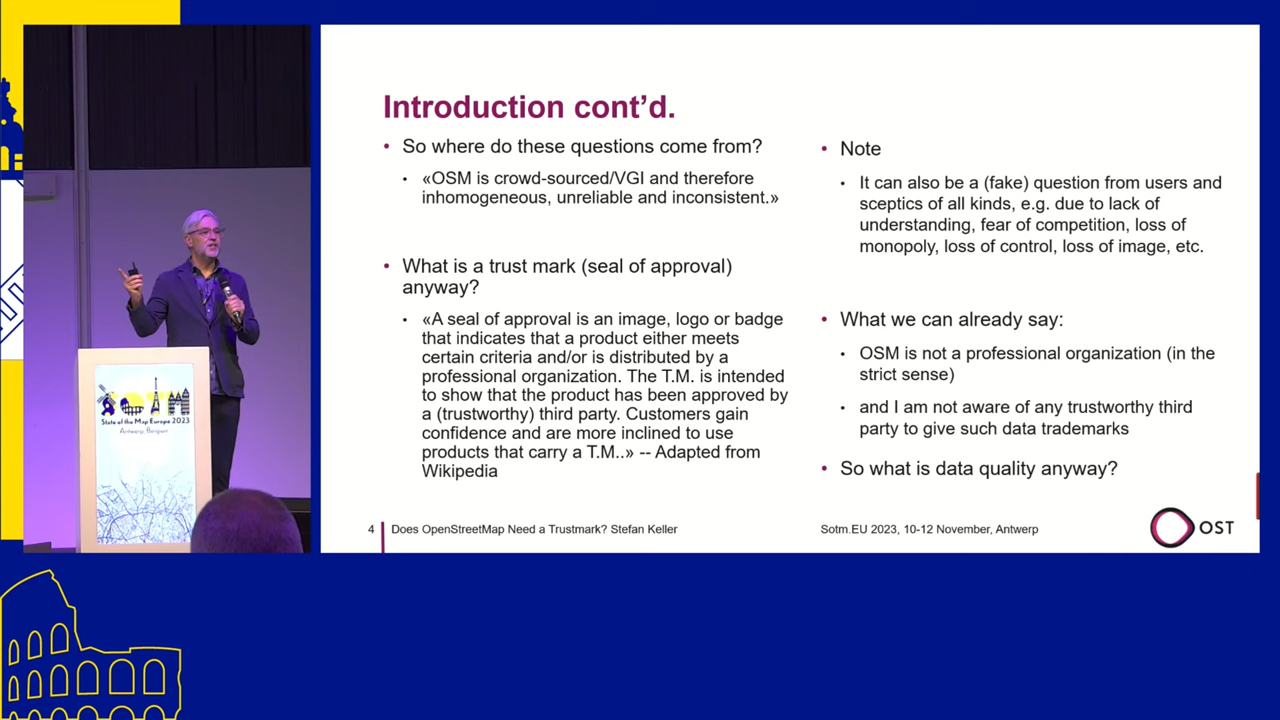 Introduction cont’d.
• So where do these questions come from?
• «OSM is crowd-sourced/VGI and therefore
inhomogeneous, unreliable and inconsistent.»
• What is a trust mark (seal of approval)
anyway?
• «A seal of approval is an image, logo or badge
that indicates that a product either meets
certain criteria and/or is distributed by a
professional organization. The T.M. is intended
to show that the product has been approved by
a (trustworthy) third party. Customers gain
confidence and are more inclined to use
products that carry a T.M..» -- Adapted from
Wikipedia
• Note
• It can also be a (fake) question from users and
sceptics of all kinds, e.g. due to lack of
understanding, fear of competition, loss of
monopoly, loss of control, loss of image, etc.
• What we can already say:
• OSM is not a professional organization (in the
strict sense)
• and I am not aware of any trustworthy third
party to give such data trademarks
• So what is data quality anyway?
4 Does OpenStreetMap Need a Trustmark? Stefan Keller
Sotm.EU 2023, 10-12 November, Antwerp
OST
SOTM
State of the Map Europe 2023
Antwerp, Belgium